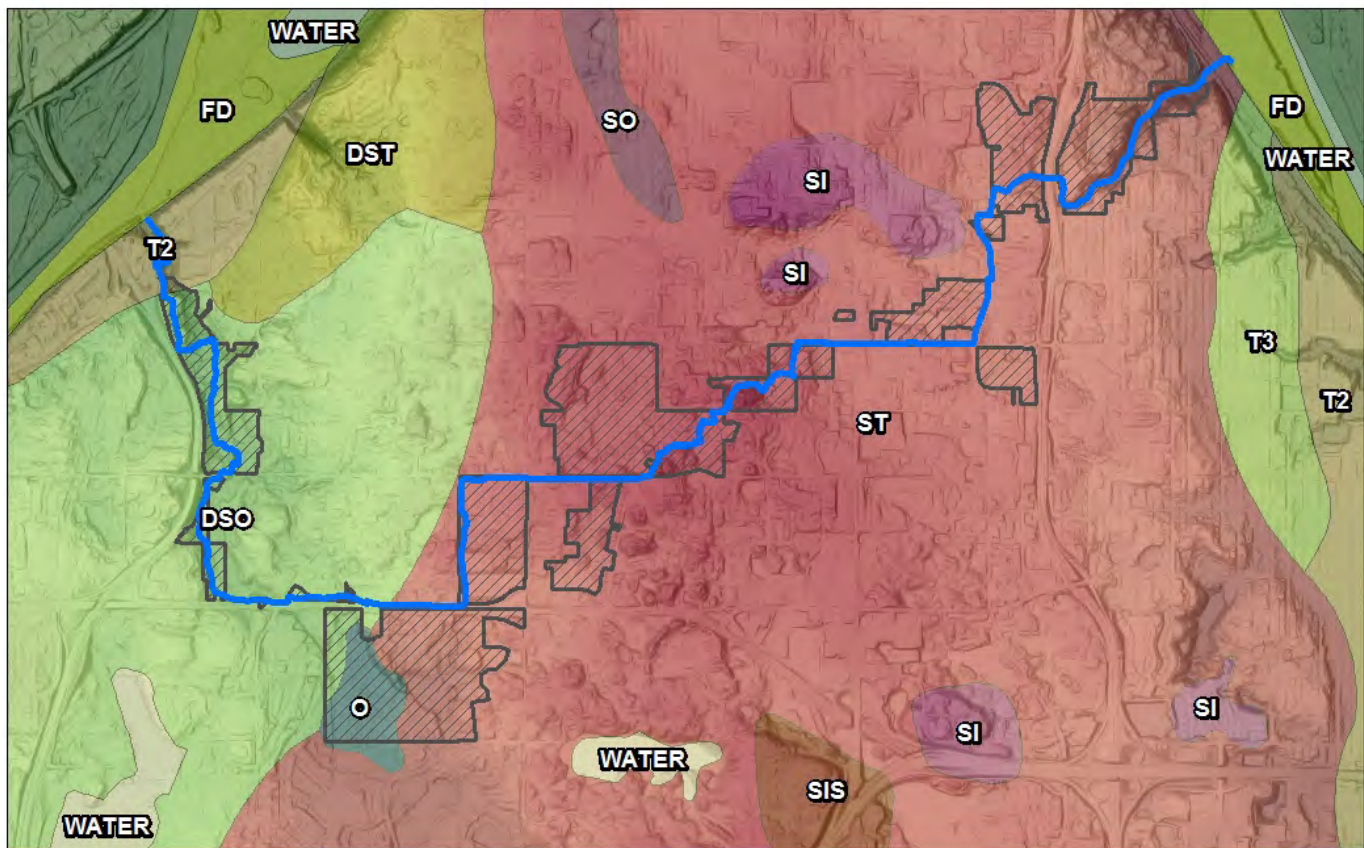 WATER
FD
DST
SO
SI
FD
WATER
T2
SI
T3
T2
ST
DSO
O
SI
SI
WATER
SIS
WATER